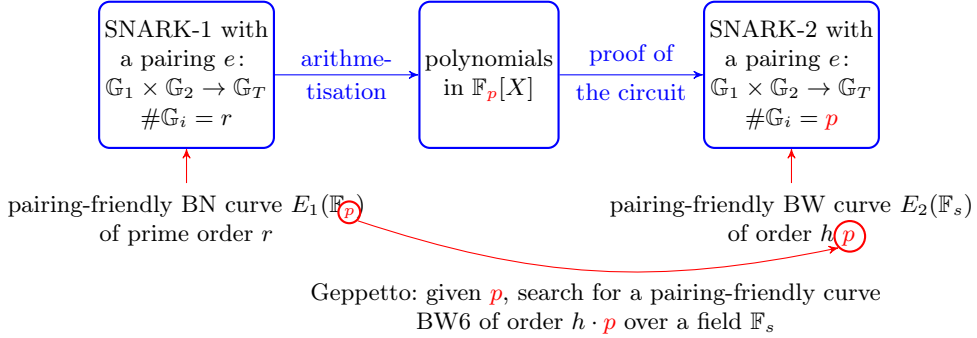 SNARK-1 with
a pairing e:
𝔾₁ × 𝔾₂ → 𝔾_T
#𝔾ᵢ = r
arithme-
tisation
polynomials
in 𝔽ₚ[X]
proof of
the circuit
SNARK-2 with
a pairing e:
𝔾₁ × 𝔾₂ → 𝔾_T
#𝔾ᵢ = p
pairing-friendly BN curve E₁(𝔽ₚ)
of prime order r
pairing-friendly BW curve E₂(𝔽ₛ)
of order h p
Geppetto: given p, search for a pairing-friendly curve
BW6 of order h · p over a field 𝔽ₛ